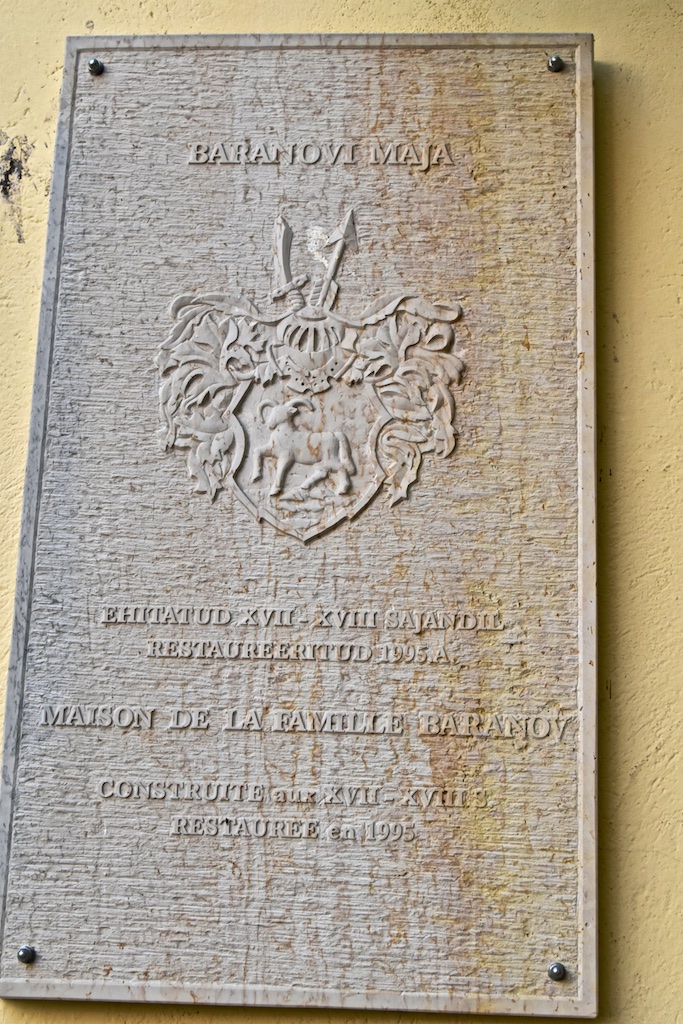 BARANOVI MAJA
EHITATUD XVII - XVIII SAJANDIL
RESTAUREERITUD 1995.A
MAISON DE LA FAMILLE BARANOV
CONSTRUITE aux XVII - XVIII S.
RESTAUREE en 1995